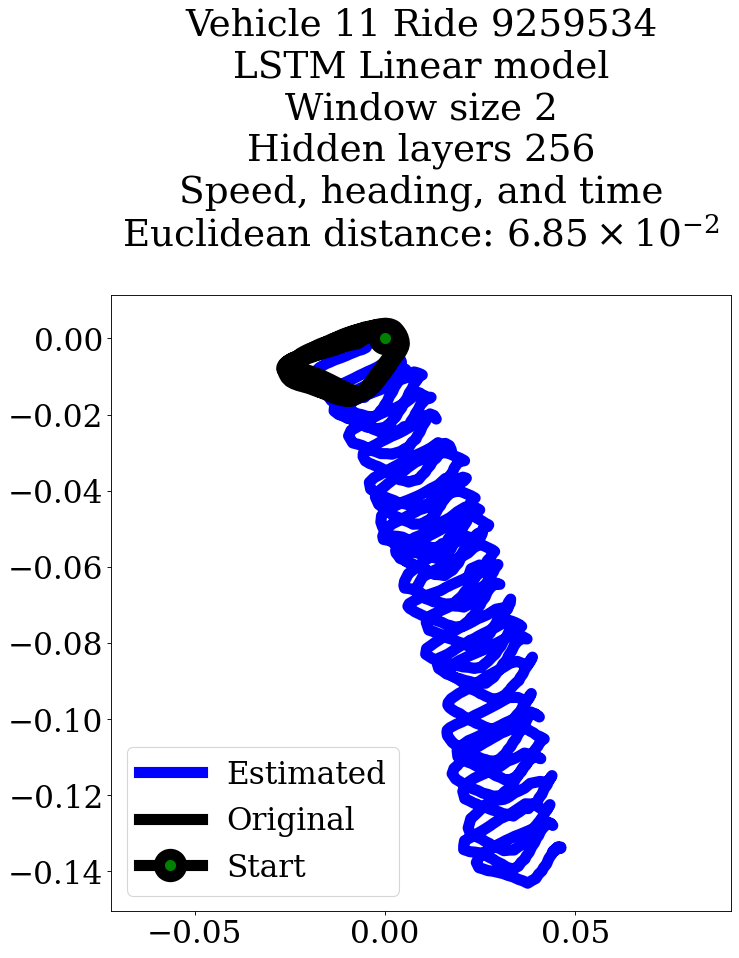 Vehicle 11 Ride 9259534
LSTM Linear model
Window size 2
Hidden layers 256
Speed, heading, and time
Euclidean distance: 6.85 × 10⁻²
0.00
−0.02
−0.04
−0.06
−0.08
−0.10
−0.12
−0.14
Estimated
Original
Start
−0.05
0.00
0.05